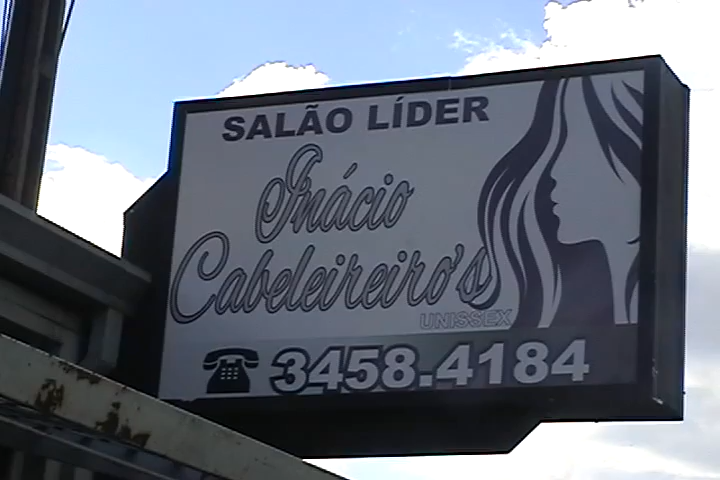 SALÃO LÍDER
Inácio
Cabeleireiro's
UNISSEX
3458.4184